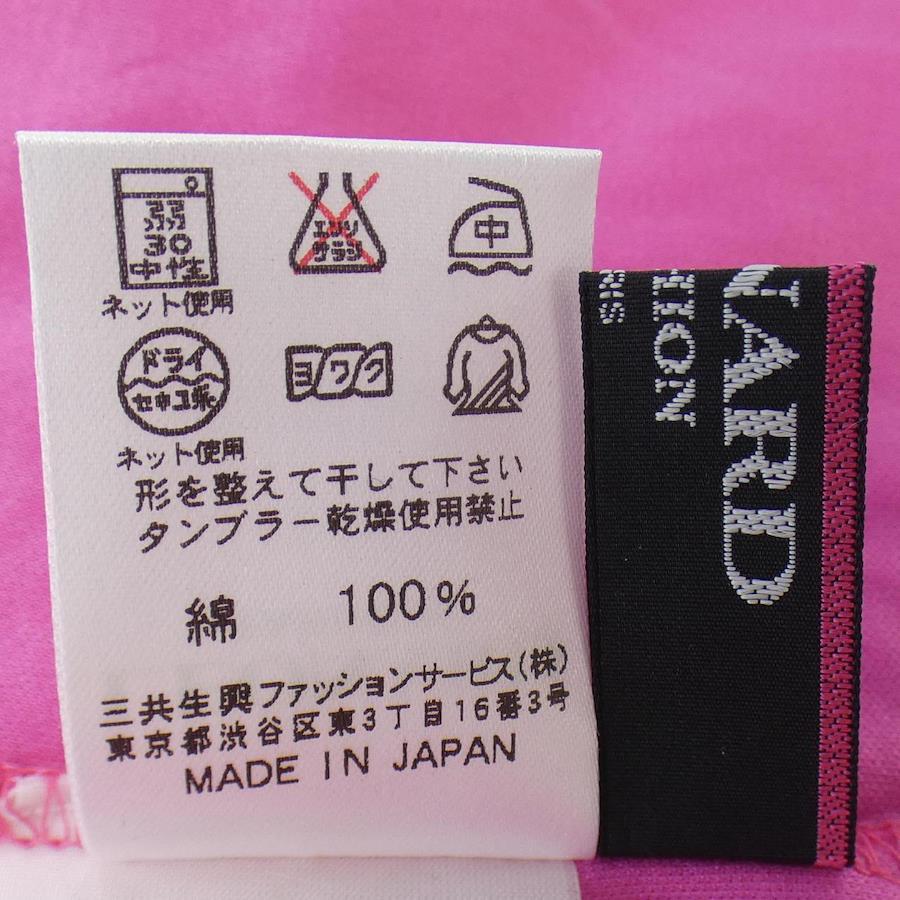 弱
30
中性
ネット使用
エンソ
サラシ
中
ドライ
セキユ系
ネット使用
ヨワク
形を整えて干して下さい
タンブラー乾燥使用禁止
綿 100%
三共生興ファッションサービス(株)
東京都渋谷区東3丁目16番3号
MADE IN JAPAN
NARD